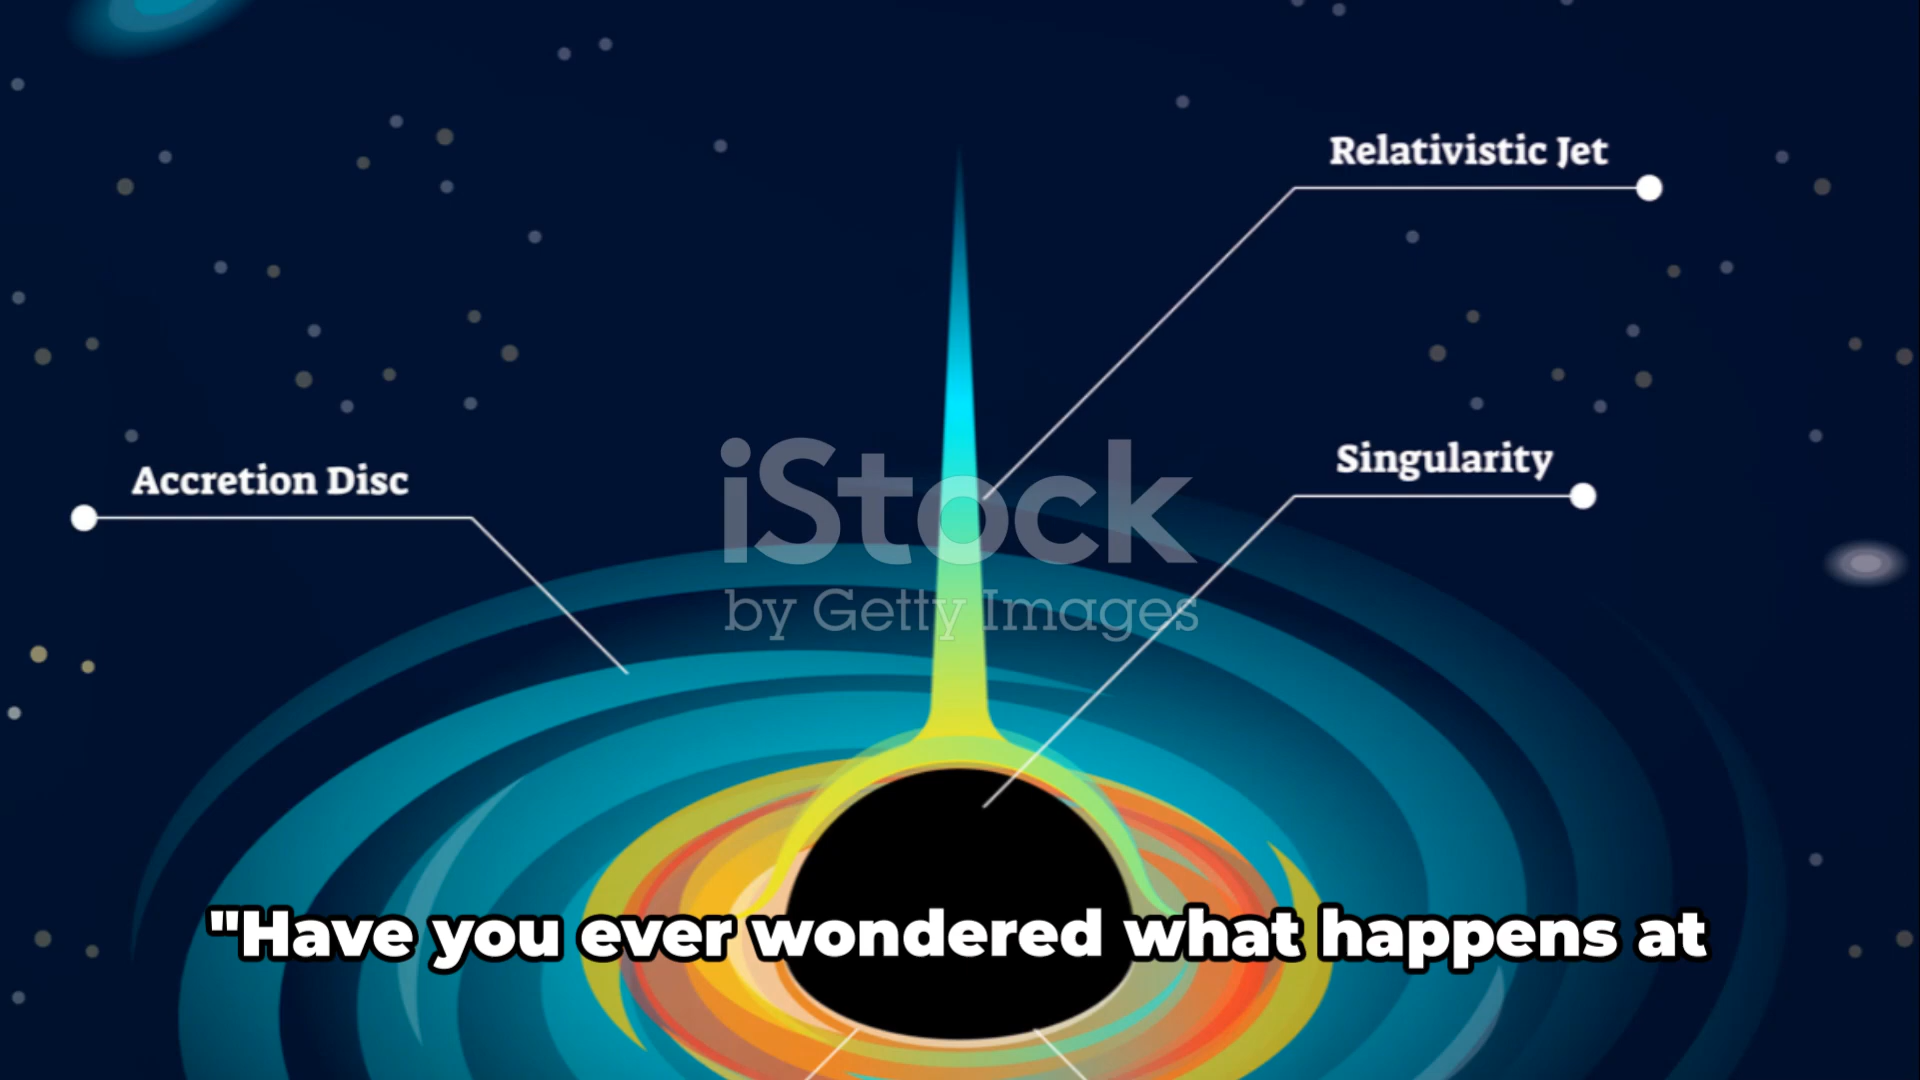 Relativistic Jet
Singularity
Accretion Disc
iStock
by Getty Images
"Have you ever wondered what happens at